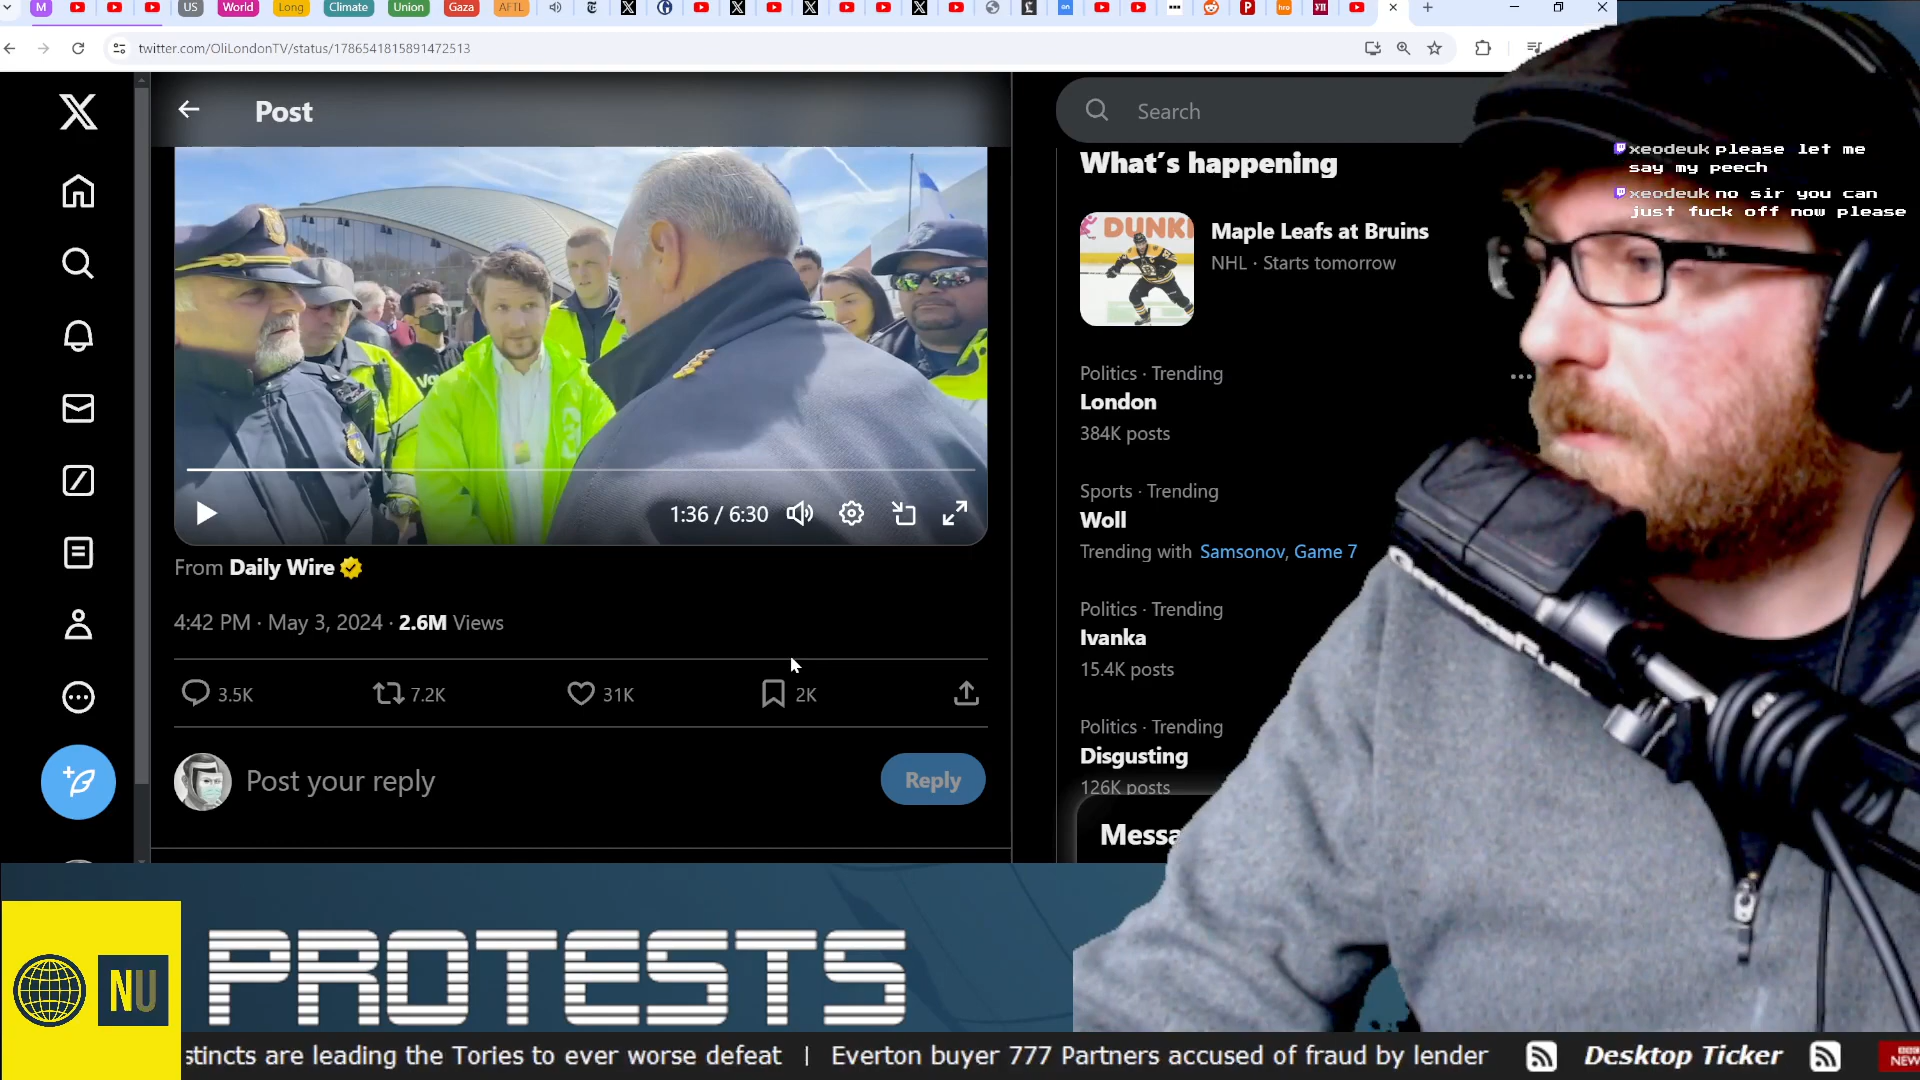 M
US
World
Long
Climate
Union
Gaza
AFTL
twitter.com/OliLondonTV/status/1786541815891472513
Post
Search
xeodeuk please let me
say my peech
xeodeuk no sir you can
just fuck off now please
What's happening
DUNKI
Maple Leafs at Bruins
NHL · Starts tomorrow
Politics · Trending
London
384K posts
Sports · Trending
Woll
Trending with Samsonov, Game 7
Politics · Trending
Ivanka
15.4K posts
Politics · Trending
Disgusting
126K posts
Messa
1:36 / 6:30
From Daily Wire
4:42 PM · May 3, 2024 · 2.6M Views
3.5K
7.2K
31K
2K
Post your reply
Reply
NU
PROTESTS
stincts are leading the Tories to ever worse defeat | Everton buyer 777 Partners accused of fraud by lender
Desktop Ticker
BBC
NEW